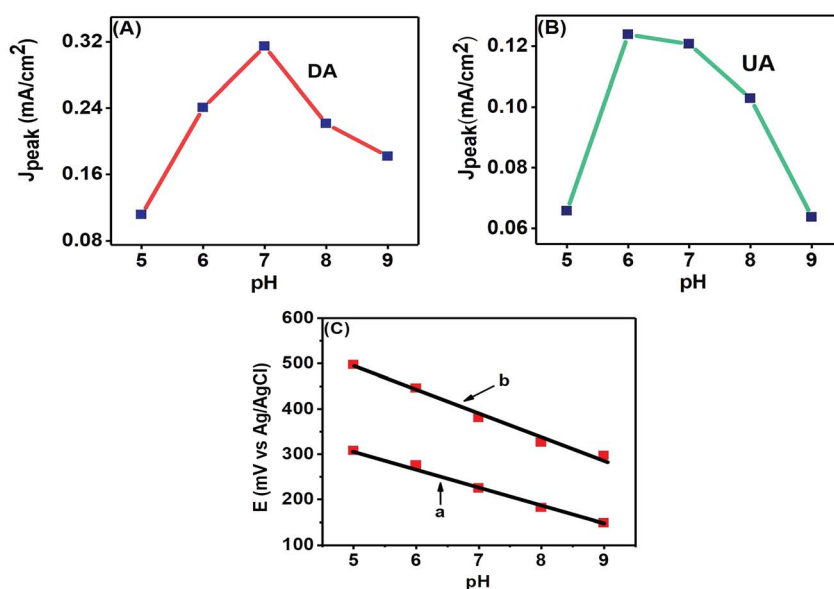 (A)
DA
0.32
0.24
0.16
0.08
Jpeak (mA/cm²)
5 6 7 8 9
pH
(B)
UA
0.12
0.10
0.08
0.06
Jpeak(mA/cm²)
5 6 7 8 9
pH
(C)
600
500
400
300
200
100
E (mV vs Ag/AgCl)
b
a
5 6 7 8 9
pH